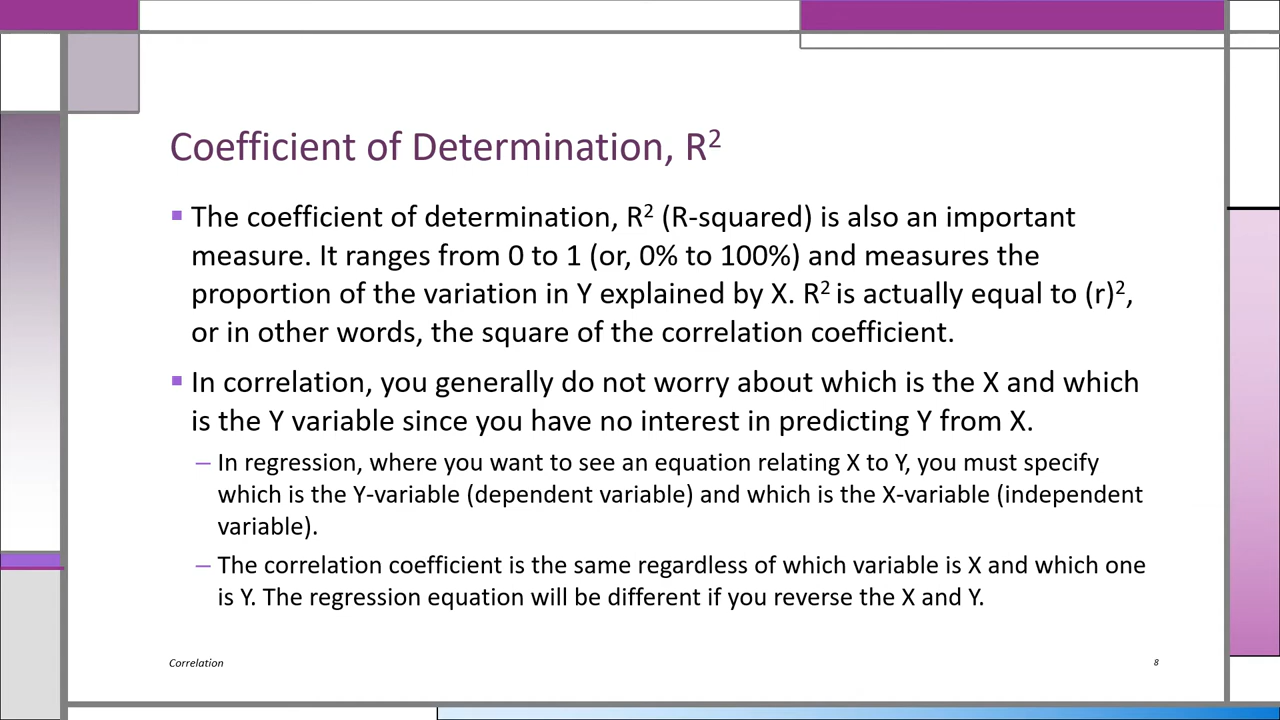 Coefficient of Determination, R²
▪ The coefficient of determination, R² (R-squared) is also an important
measure. It ranges from 0 to 1 (or, 0% to 100%) and measures the
proportion of the variation in Y explained by X. R² is actually equal to (r)²,
or in other words, the square of the correlation coefficient.
▪ In correlation, you generally do not worry about which is the X and which
is the Y variable since you have no interest in predicting Y from X.
– In regression, where you want to see an equation relating X to Y, you must specify
which is the Y-variable (dependent variable) and which is the X-variable (independent
variable).
– The correlation coefficient is the same regardless of which variable is X and which one
is Y. The regression equation will be different if you reverse the X and Y.
Correlation
8